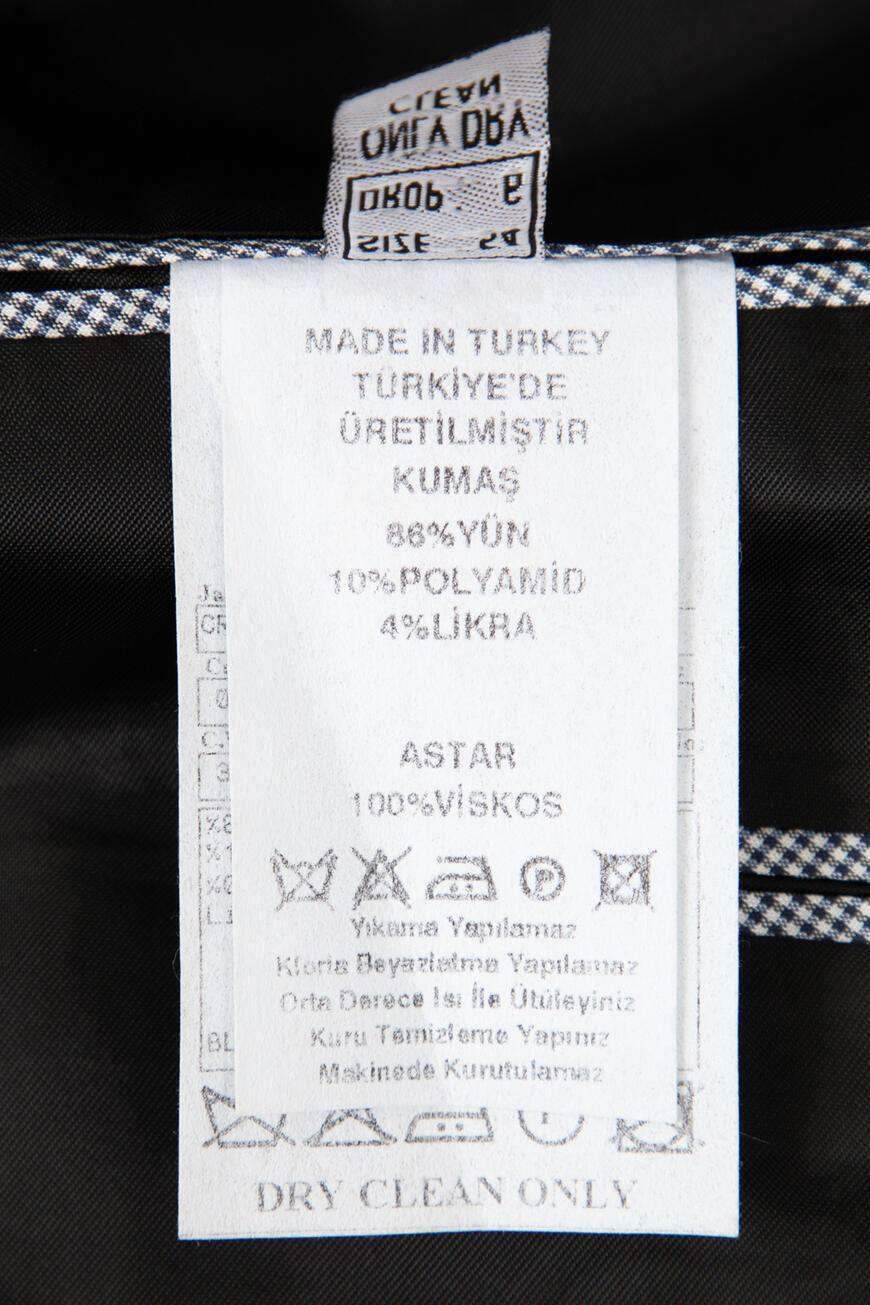 SIZE 54
DROP : 6
ONLY DRY
CLEAN
MADE IN TURKEY
TÜRKİYE'DE
ÜRETİLMİŞTİR
KUMAŞ
86%YÜN
10%POLYAMİD
4%LİKRA
ASTAR
100%VİSKOS
P
Yıkama Yapılamaz
Klorla Beyazlatma Yapılamaz
Orta Derece Isı İle Ütüleyiniz
Kuru Temizleme Yapınız
Makinede Kurutulamaz
DRY CLEAN ONLY